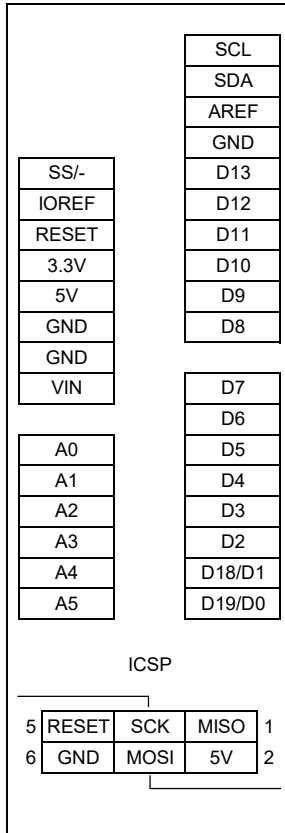 SCL
SDA
AREF
GND
SS/- D13
IOREF D12
RESET D11
3.3V D10
5V D9
GND D8
GND
VIN D7
D6
A0 D5
A1 D4
A2 D3
A3 D2
A4 D18/D1
A5 D19/D0
ICSP
5 RESET SCK MISO 1
6 GND MOSI 5V 2